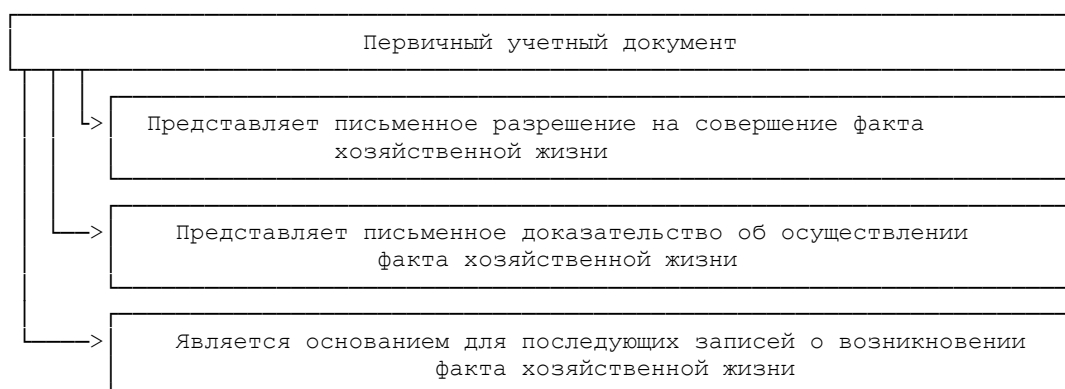 Первичный учетный документ
Представляет письменное разрешение на совершение факта
хозяйственной жизни
Представляет письменное доказательство об осуществлении
факта хозяйственной жизни
Является основанием для последующих записей о возникновении
факта хозяйственной жизни